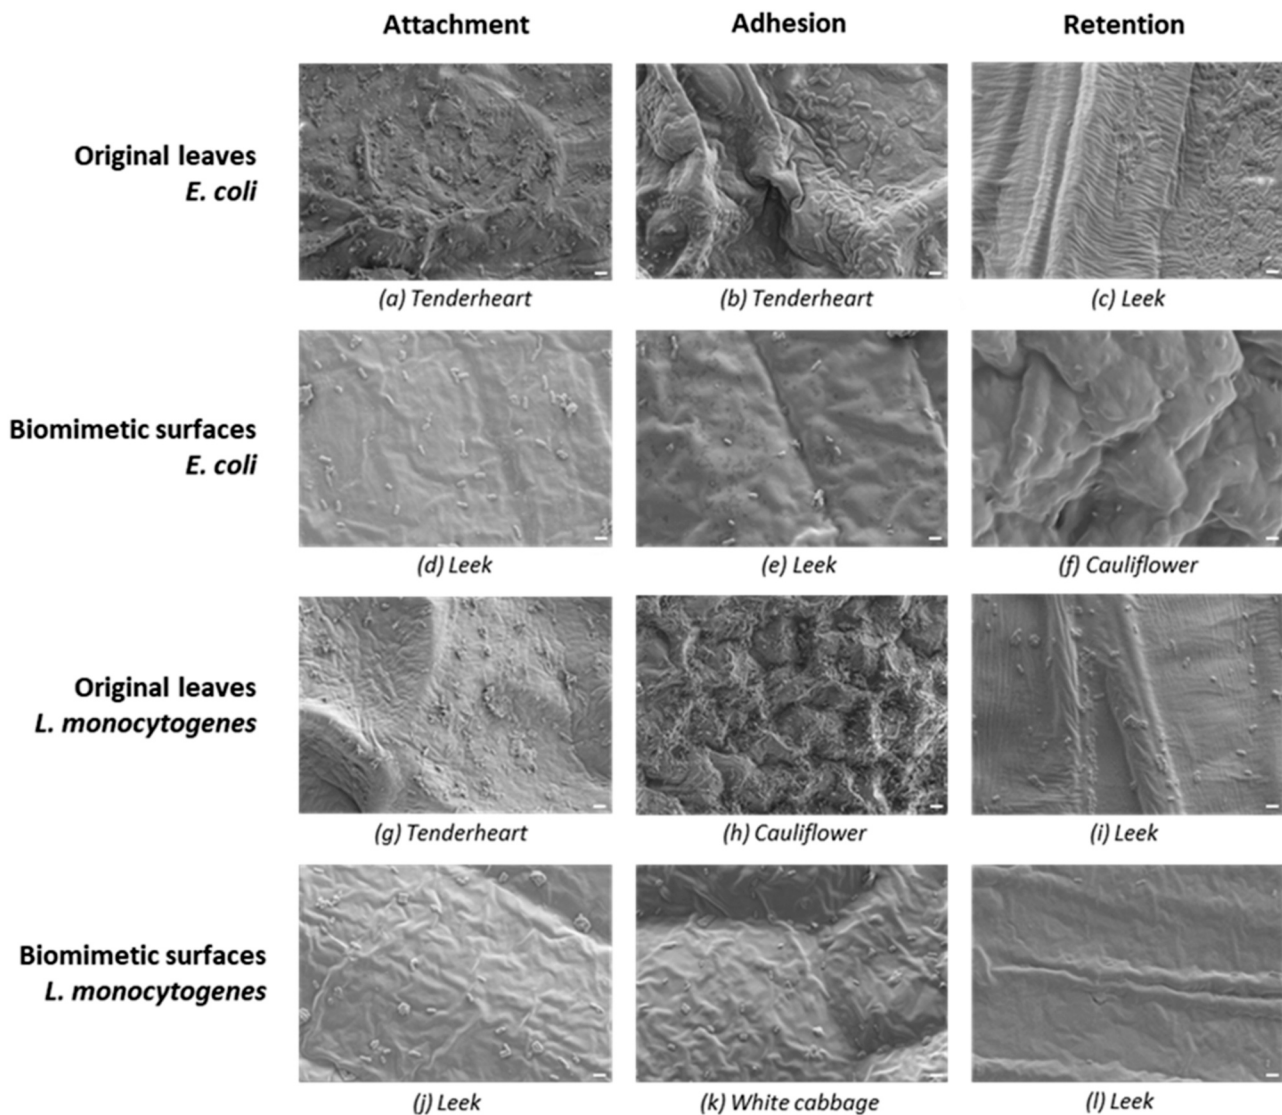 Attachment Adhesion Retention
Original leaves
E. coli
(a) Tenderheart (b) Tenderheart (c) Leek
Biomimetic surfaces
E. coli
(d) Leek (e) Leek (f) Cauliflower
Original leaves
L. monocytogenes
(g) Tenderheart (h) Cauliflower (i) Leek
Biomimetic surfaces
L. monocytogenes
(j) Leek (k) White cabbage (l) Leek